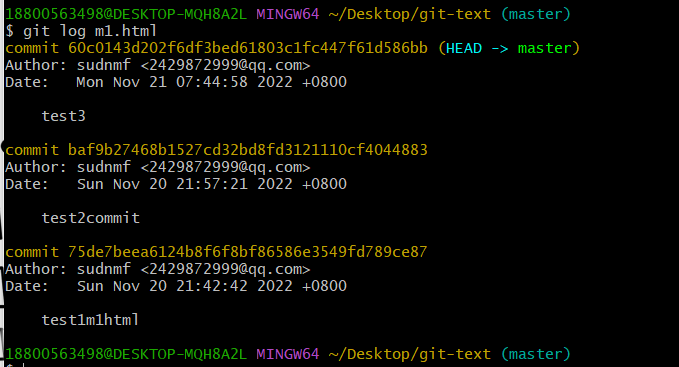 18800563498@DESKTOP-MQH8A2L MINGW64 ~/Desktop/git-text (master)
$ git log m1.html
commit 60c0143d202f6df3bed61803c1fc447f61d586bb (HEAD -> master)
Author: sudnmf <2429872999@qq.com>
Date:   Mon Nov 21 07:44:58 2022 +0800
    test3
commit baf9b27468b1527cd32bd8fd3121110cf4044883
Author: sudnmf <2429872999@qq.com>
Date:   Sun Nov 20 21:57:21 2022 +0800
    test2commit
commit 75de7beea6124b8f6f8bf86586e3549fd789ce87
Author: sudnmf <2429872999@qq.com>
Date:   Sun Nov 20 21:42:42 2022 +0800
    test1m1html
18800563498@DESKTOP-MQH8A2L MINGW64 ~/Desktop/git-text (master)
$